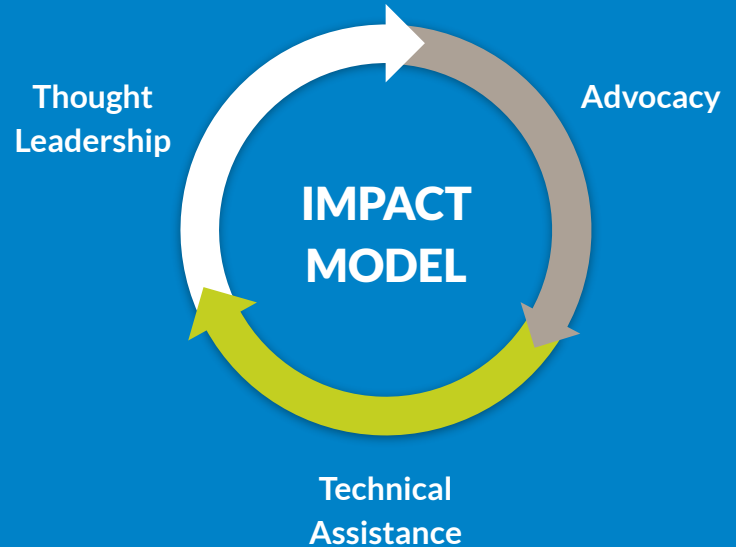 Thought
Leadership
Advocacy
IMPACT
MODEL
Technical
Assistance